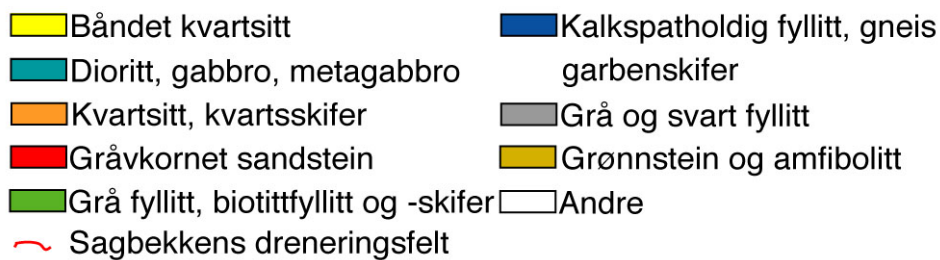 Båndet kvartsitt
Dioritt, gabbro, metagabbro
Kvartsitt, kvartsskifer
Gråvkornet sandstein
Grå fyllitt, biotittfyllitt og -skifer
Sagbekkens dreneringsfelt
Kalkspatholdig fyllitt, gneis
garbenskifer
Grå og svart fyllitt
Grønnstein og amfibolitt
Andre